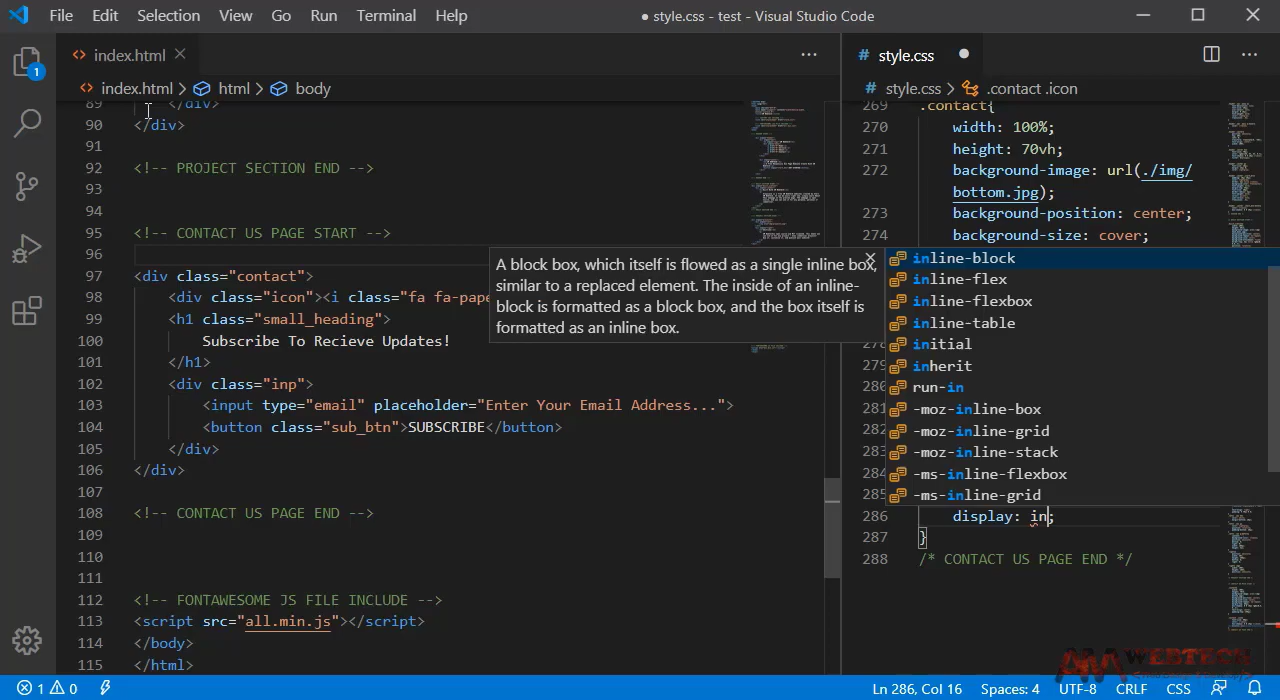 File Edit Selection View Go Run Terminal Help
● style.css - test - Visual Studio Code
index.html
index.html > html > body
89 </div>
90 </div>
91
92 <!-- PROJECT SECTION END -->
93
94
95 <!-- CONTACT US PAGE START -->
96
97 <div class="contact">
98 <div class="icon"><i class="fa fa-pape
99 <h1 class="small_heading">
100 Subscribe To Recieve Updates!
101 </h1>
102 <div class="inp">
103 <input type="email" placeholder="Enter Your Email Address...">
104 <button class="sub_btn">SUBSCRIBE</button>
105 </div>
106 </div>
107
108 <!-- CONTACT US PAGE END -->
109
110
111
112 <!-- FONTAWESOME JS FILE INCLUDE -->
113 <script src="all.min.js"></script>
114 </body>
115 </html>
A block box, which itself is flowed as a single inline box,
similar to a replaced element. The inside of an inline-
block is formatted as a block box, and the box itself is
formatted as an inline box.
# style.css ●
# style.css > .contact .icon
269 .contact{
270 width: 100%;
271 height: 70vh;
272 background-image: url(./img/
bottom.jpg);
273 background-position: center;
274 background-size: cover;
inline-block
inline-flex
inline-flexbox
inline-table
278 initial
279 inherit
280 run-in
281 -moz-inline-box
282 -moz-inline-grid
283 -moz-inline-stack
284 -ms-inline-flexbox
285 -ms-inline-grid
286 display: in;
287 }
288 /* CONTACT US PAGE END */
WEBTECH
1
1 0
Ln 286, Col 16 Spaces: 4 UTF-8 CRLF CSS